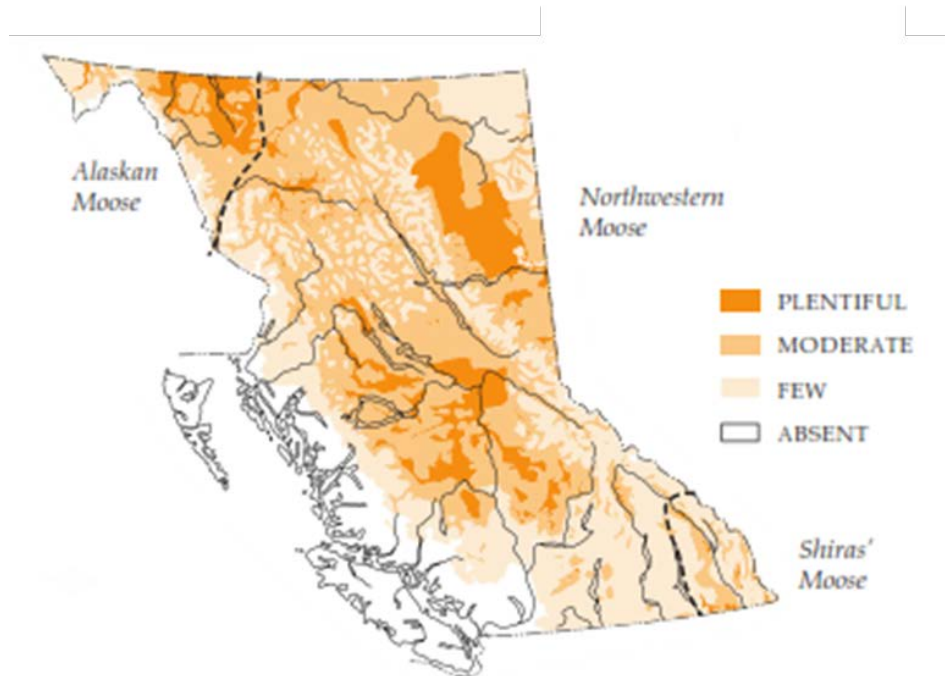 Alaskan
Moose
Northwestern
Moose
PLENTIFUL
MODERATE
FEW
ABSENT
Shiras'
Moose